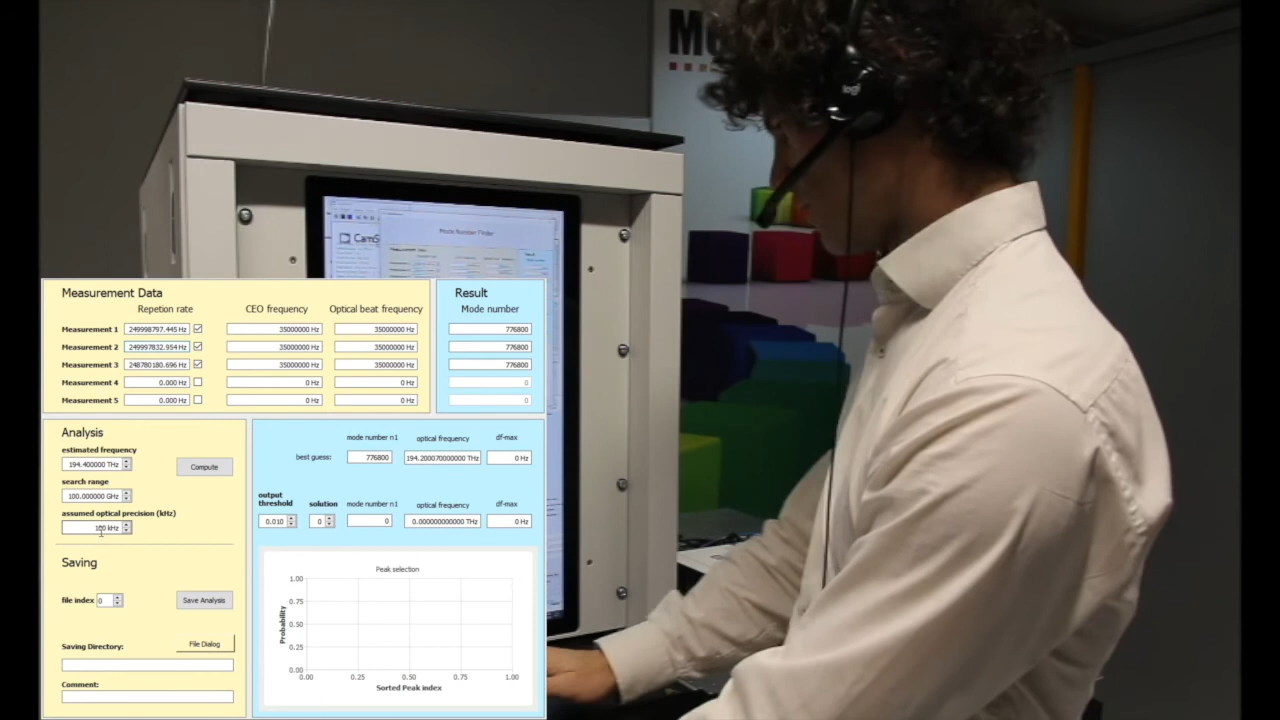 M
logi
CamS
Mode Number Finder
Measurement Data
Repetion rate CEO frequency Optical beat frequency
Measurement 1 249998797.445 Hz 35000000 Hz 35000000 Hz
Measurement 2 249997832.954 Hz 35000000 Hz 35000000 Hz
Measurement 3 248780180.696 Hz 35000000 Hz 35000000 Hz
Measurement 4 0.000 Hz 0 Hz 0 Hz
Measurement 5 0.000 Hz 0 Hz 0 Hz
Result
Mode number
776800
776800
776800
0
0
Analysis
estimated frequency
194.400000 THz
Compute
search range
100.000000 GHz
assumed optical precision (kHz)
100 kHz
Saving
file index 0
Save Analysis
Saving Directory:
File Dialog
Comment:
mode number n1 optical frequency df-max
best guess: 776800 194.200070000000 THz 0 Hz
output threshold solution mode number n1 optical frequency df-max
0.010 0 0 0.000000000000 THz 0 Hz
Peak selection
Probability
1.00
0.75
0.50
0.25
0.00
0.00 0.25 0.50 0.75 1.00
Sorted Peak index